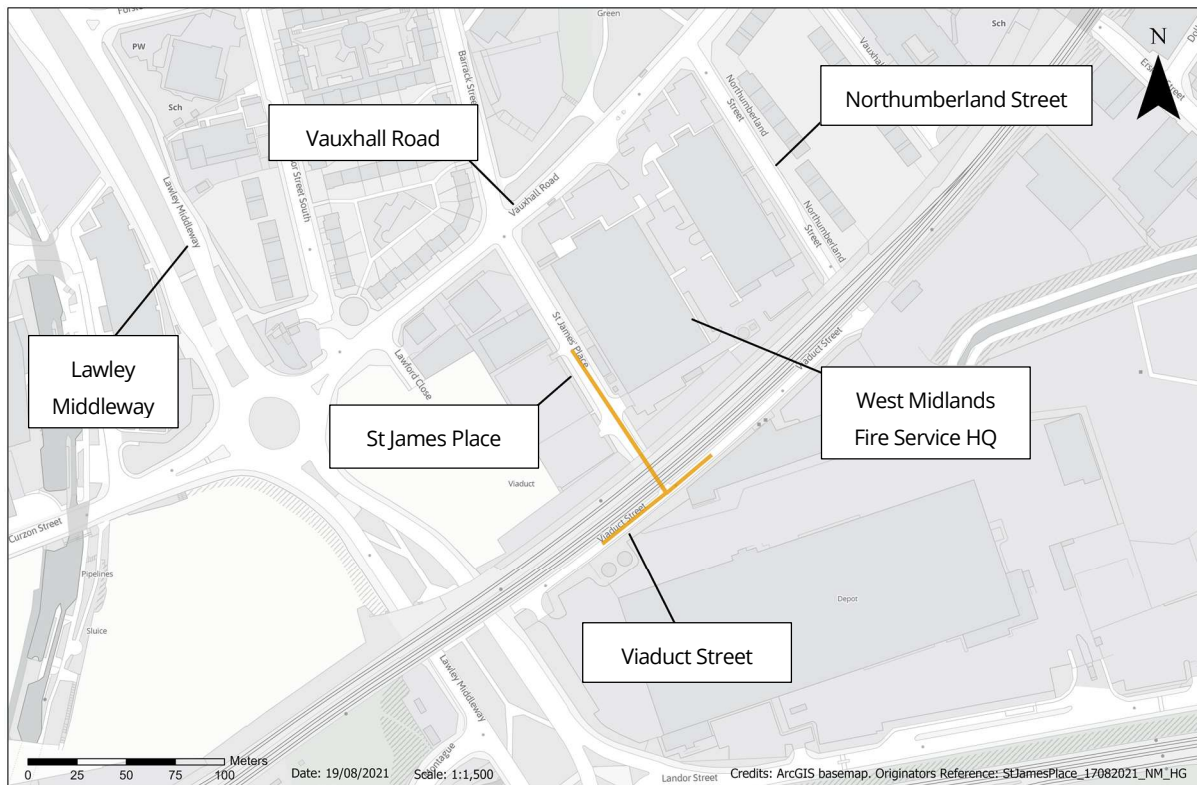 Green
Sch
PW
Barrack Street
N
Northumberland
Street
Northumberland Street
Vauxhall Road
Sch
Vauxhall Road
Lawley Middleway
Northumberland
Street
St James' Place
Viaduct Street
Lawley
Middleway
Lawford Close
West Midlands
Fire Service HQ
St James Place
Viaduct
Viaduct Street
Curzon Street
Pipelines
Depot
Sluice
Viaduct Street
Lawley Middleway
Meters
0 25 50 75 100
Date: 19/08/2021
Scale: 1:1,500
Landor Street
Credits: ArcGIS basemap. Originators Reference: StJamesPlace_17082021_NM_HG